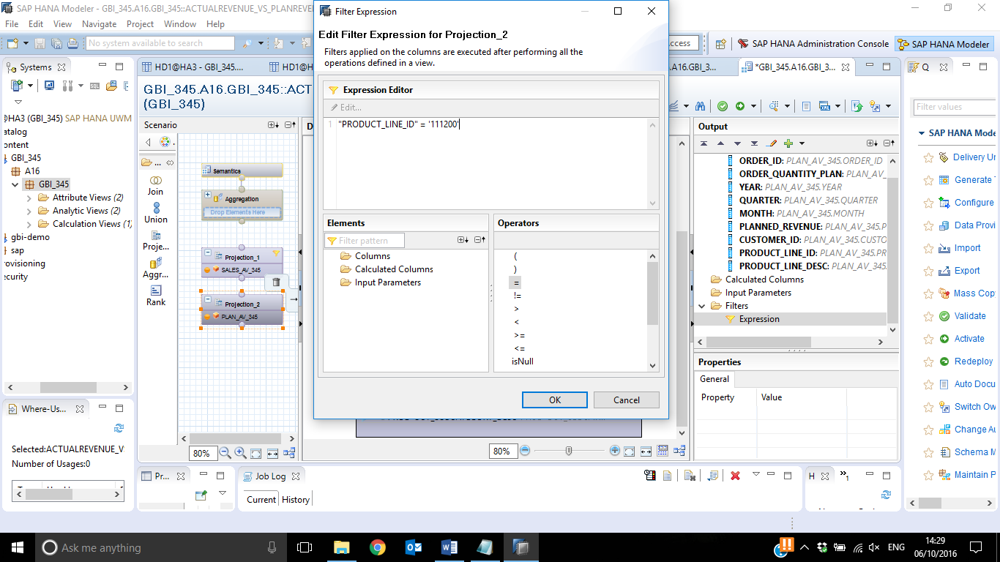 SAP HANA Modeler - GBI_345.A16.GBI_345::ACTUALREVENUE_VS_PLANREVE
File Edit View Navigate Project Window Help
No system available to search
Access
SAP HANA Administration Console
SAP HANA Modeler
Systems
@HA3 (GBI_345) SAP HANA UWM
atalog
ontent
GBI_345
A16
GBI_345
Attribute Views (2)
Analytic Views (2)
Calculation Views (1)
gbi-demo
sap
rovisioning
ecurity
Where-Us...
Selected:ACTUALREVENUE_VS
Number of Usages:0
HD1@HA3 - GBI_345....
HD1@H
A16.GBI_3...
*GBI_345.A16.GBI_3...
GBI_345.A16.GBI_345::ACT
(GBI_345)
Scenario
D
...
Join
Union
Proje...
Aggr...
Rank
Semantics
Aggregation
Drop Elements Here
Projection_1
SALES_AV_345
Projection_2
PLAN_AV_345
80%
80%
Filter Expression
Edit Filter Expression for Projection_2
Filters applied on the columns are executed after performing all the
operations defined in a view.
Expression Editor
Edit...
1 "PRODUCT_LINE_ID" = '111200'
Elements
Filter pattern
Columns
Calculated Columns
Input Parameters
Operators
(
)
=
!=
>
<
>=
<=
isNull
OK
Cancel
Output
ORDER_ID: PLAN_AV_345.ORDER_ID
ORDER_QUANTITY_PLAN: PLAN_AV_
YEAR: PLAN_AV_345.YEAR
QUARTER: PLAN_AV_345.QUARTER
MONTH: PLAN_AV_345.MONTH
PLANNED_REVENUE: PLAN_AV_345.P
CUSTOMER_ID: PLAN_AV_345.CUSTO
PRODUCT_LINE_ID: PLAN_AV_345.PR
PRODUCT_LINE_DESC: PLAN_AV_345.
Calculated Columns
Input Parameters
Filters
Expression
Properties
General
Property Value
Q
Filter values
SAP HANA Mode
Delivery Un
Generate T
Configure
Data Provi
Import
Export
Mass Copy
Validate
Activate
Redeploy
Auto Docu
Switch Ow
Change Au
Schema M
Maintain P
Pr...
Job Log
Current
History
H
Ask me anything
ENG
14:29
06/10/2016